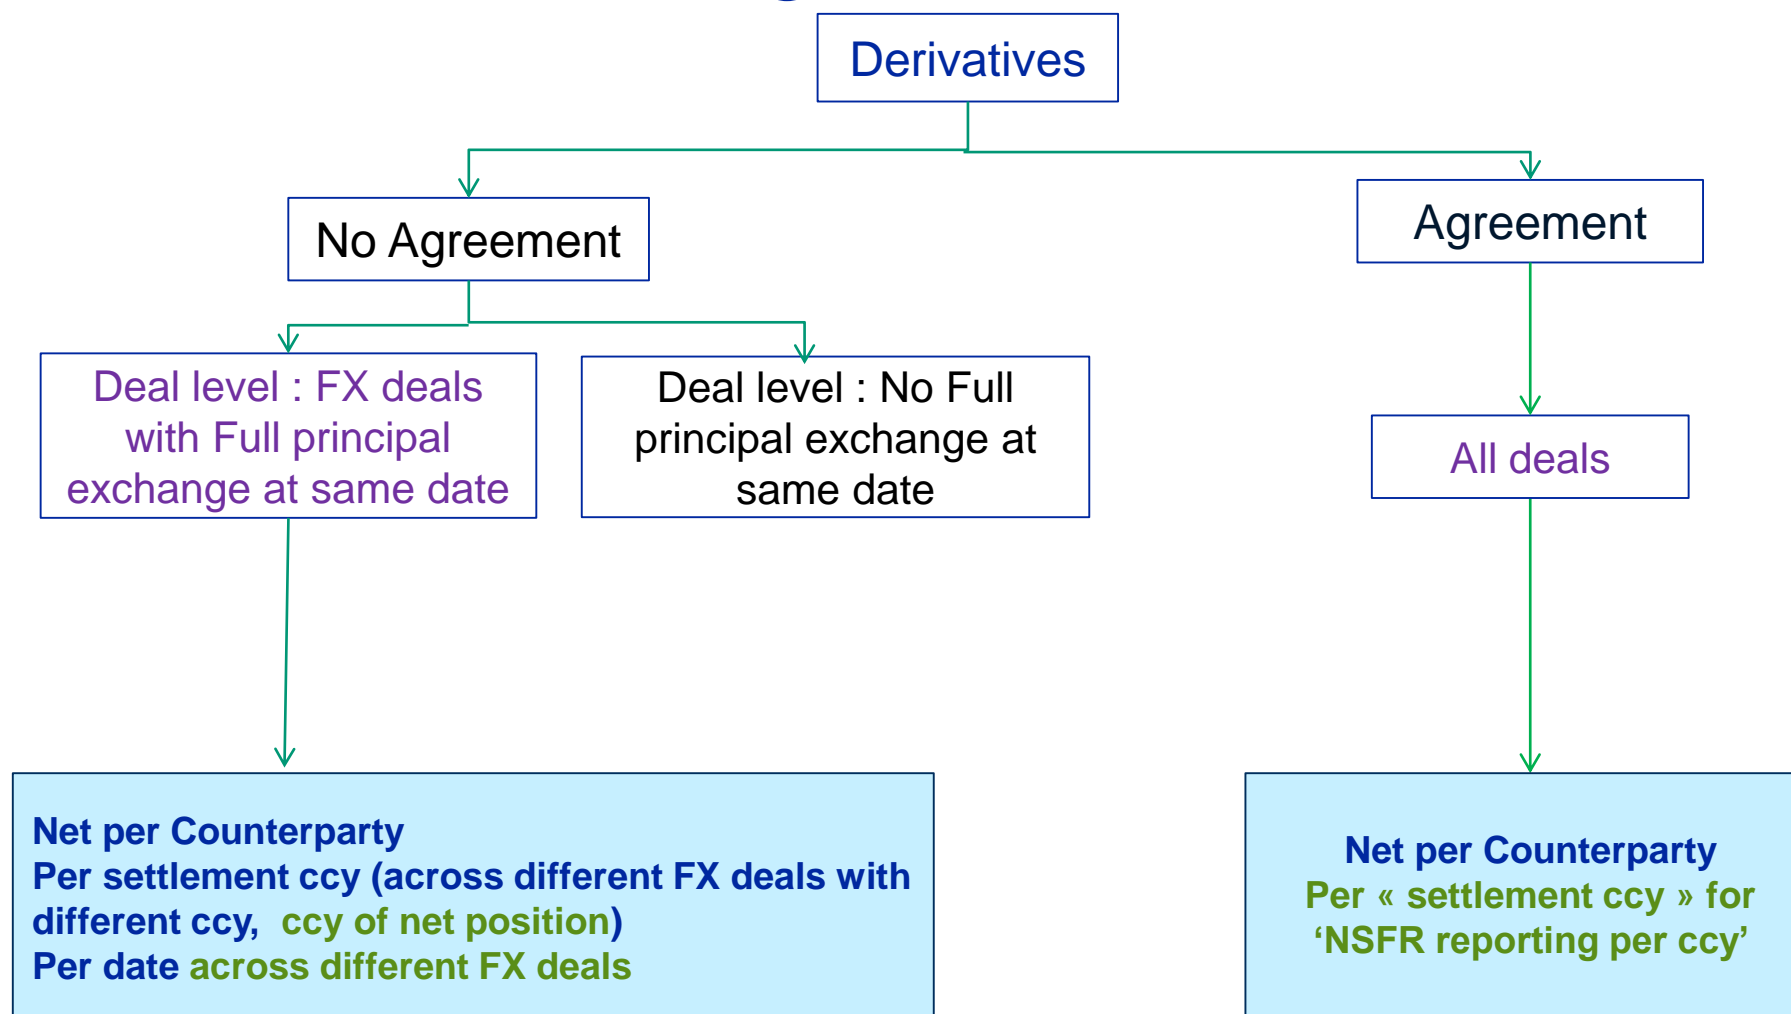 Derivatives
No Agreement
Agreement
Deal level : FX deals
with Full principal
exchange at same date
Deal level : No Full
principal exchange at
same date
All deals
Net per Counterparty
Per settlement ccy (across different FX deals with
different ccy, ccy of net position)
Per date across different FX deals
Net per Counterparty
Per « settlement ccy » for
‘NSFR reporting per ccy’